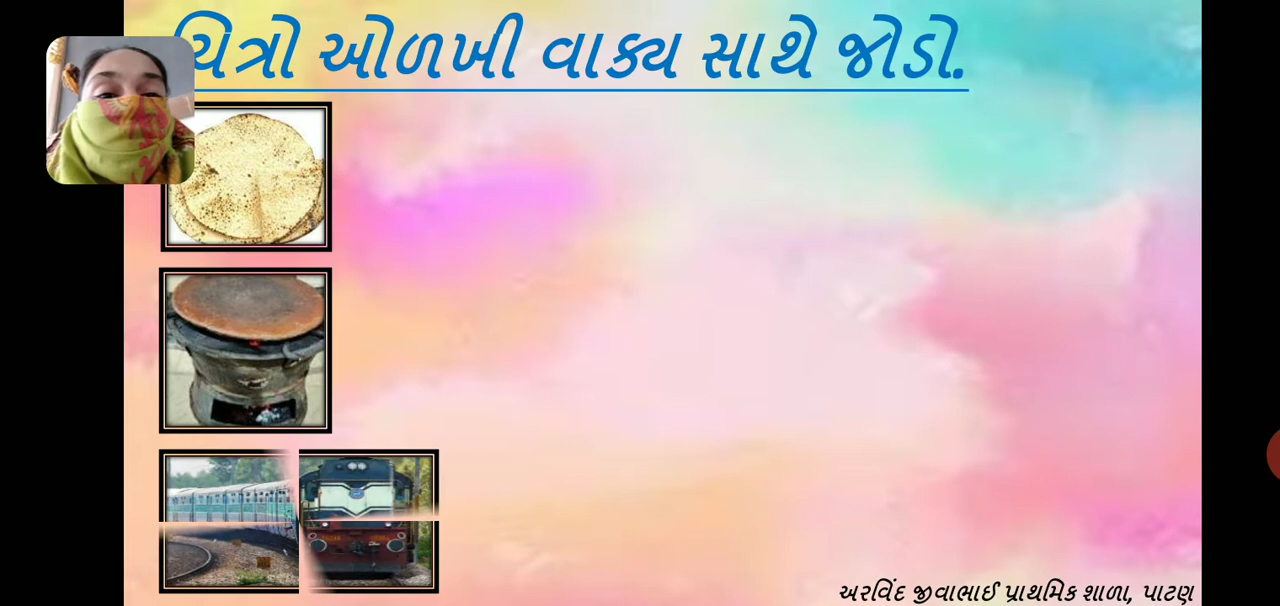 ચિત્રો ઓળખી વાક્ય સાથે જોડો.
અરવિંદ જીવાભાઈ પ્રાથમિક શાળા, પાટણ